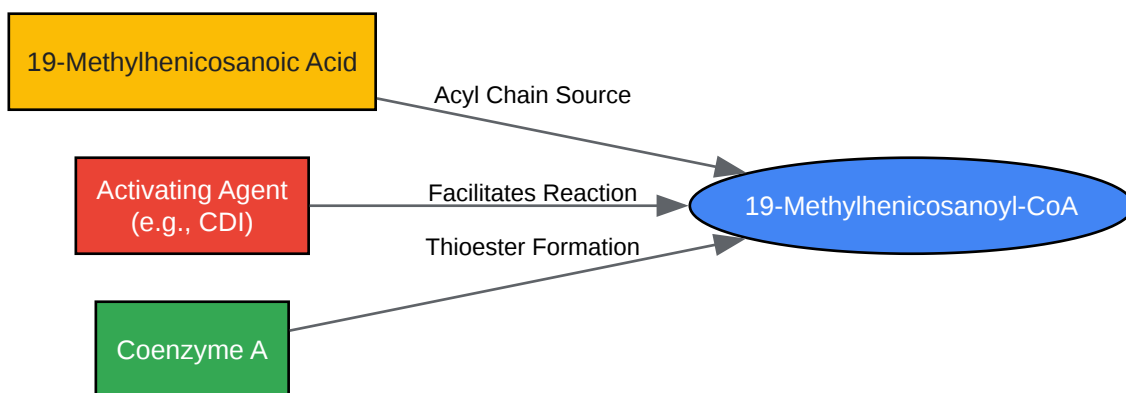 19-Methylhenicosanoic Acid
Acyl Chain Source
Activating Agent
(e.g., CDI)
Facilitates Reaction
19-Methylhenicosanoyl-CoA
Thioester Formation
Coenzyme A